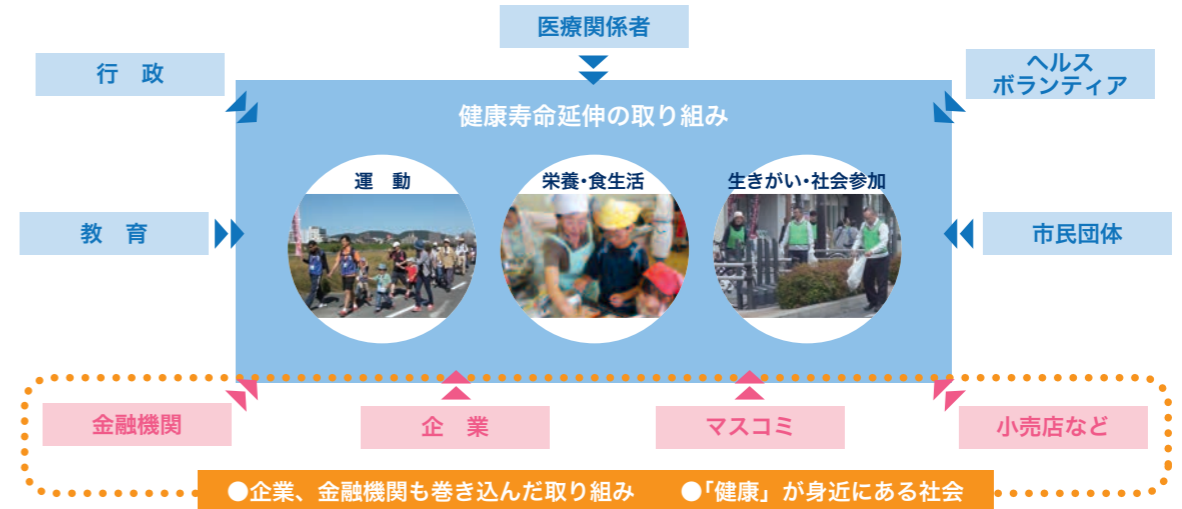 医療関係者
行　政
ヘルス
ボランティア
健康寿命延伸の取り組み
運　動
栄養・食生活
生きがい・社会参加
教　育
市民団体
金融機関
企　業
マスコミ
小売店など
●企業、金融機関も巻き込んだ取り組み　●「健康」が身近にある社会